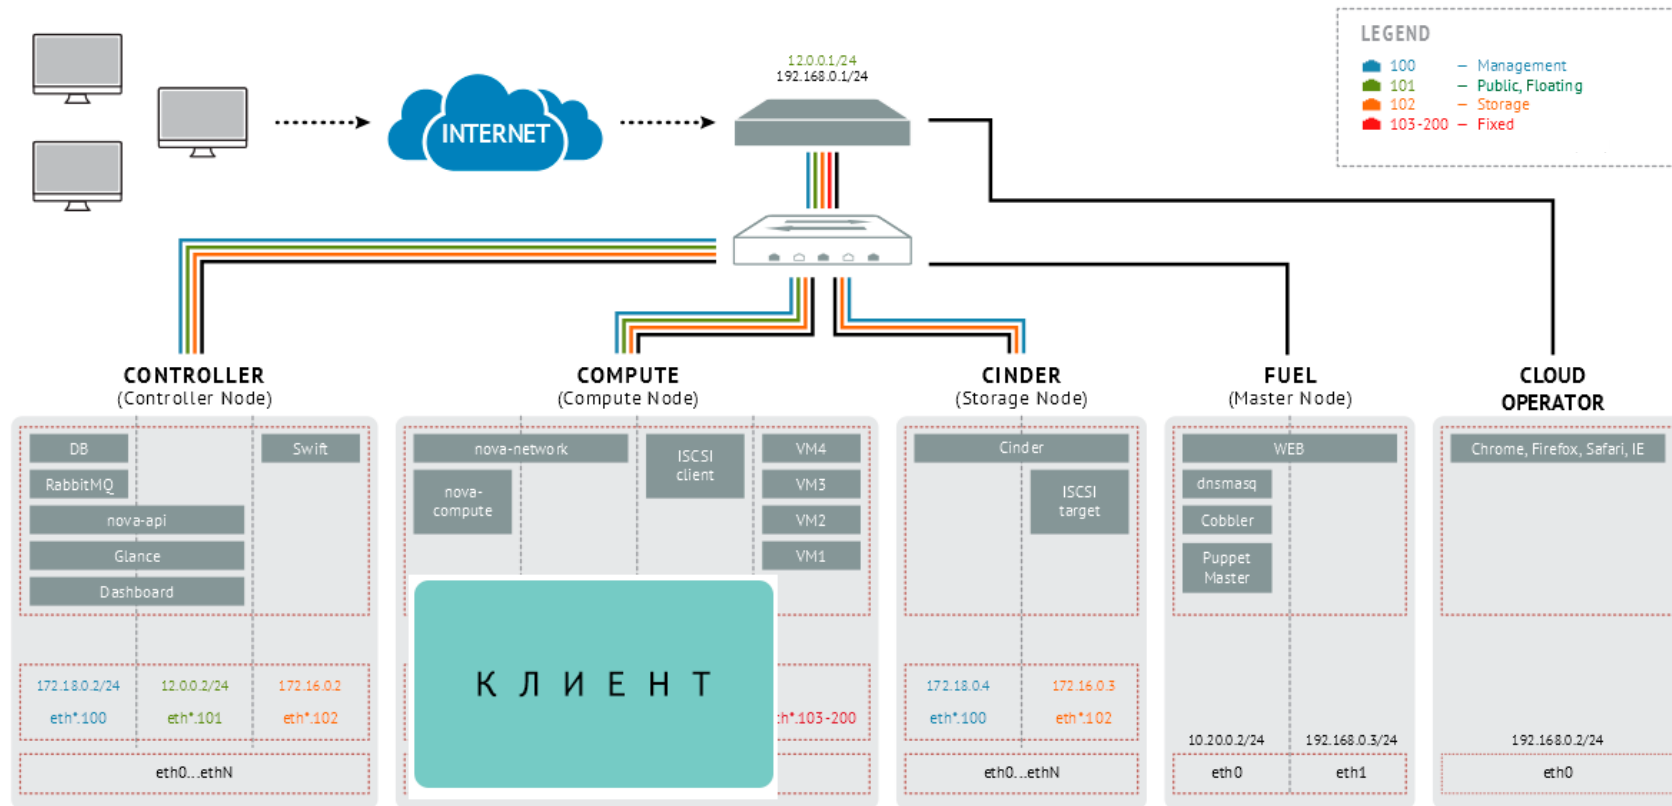 12.0.0.1/24
192.168.0.1/24
LEGEND
100 – Management
101 – Public, Floating
102 – Storage
103-200 – Fixed
INTERNET
CONTROLLER
(Controller Node)
DB
Swift
RabbitMQ
nova-api
Glance
Dashboard
172.18.0.2/24 12.0.0.2/24 172.16.0.2
eth*.100 eth*.101 eth*.102
eth0...ethN
COMPUTE
(Compute Node)
nova-network
ISCSI
client
nova-
compute
VM4
VM3
VM2
VM1
КЛИЕНТ
th*.103-200
CINDER
(Storage Node)
Cinder
ISCSI
target
172.18.0.4 172.16.0.3
eth*.100 eth*.102
eth0...ethN
FUEL
(Master Node)
WEB
dnsmasq
Cobbler
Puppet
Master
10.20.0.2/24 192.168.0.3/24
eth0 eth1
CLOUD
OPERATOR
Chrome, Firefox, Safari, IE
192.168.0.2/24
eth0